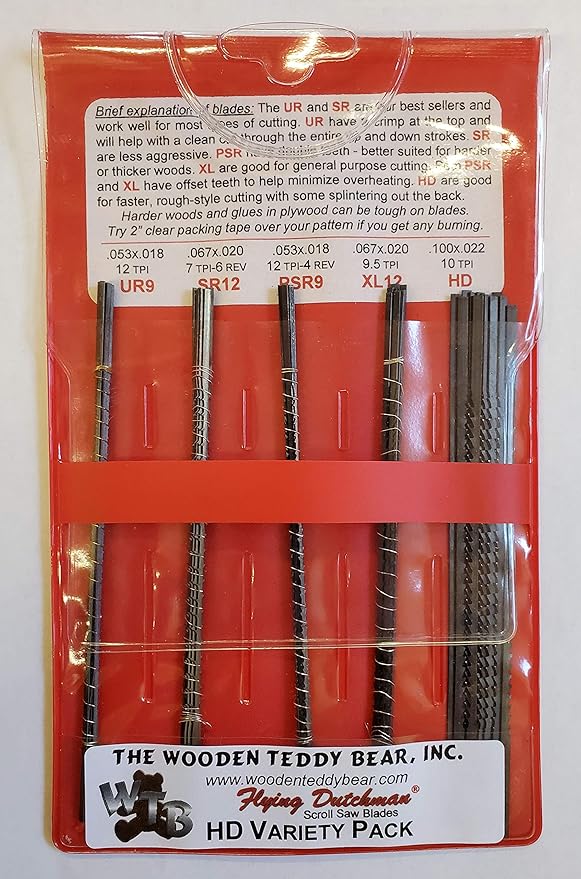 Brief explanation of blades: The UR and SR are our best sellers and
work well for most types of cutting. UR have a crimp at the top and
will help with a clean cut through the entire up and down strokes. SR
are less aggressive. PSR have double teeth - better suited for harder
or thicker woods. XL are good for general purpose cutting. Both PSR
and XL have offset teeth to help minimize overheating. HD are good
for faster, rough-style cutting with some splintering out the back.
Harder woods and glues in plywood can be tough on blades.
Try 2" clear packing tape over your pattern if you get any burning.
.053x.018 .067x.020 .053x.018 .067x.020 .100x.022
12 TPI 7 TPI-6 REV 12 TPI-4 REV 9.5 TPI 10 TPI
UR9 SR12 PSR9 XL12 HD
THE WOODEN TEDDY BEAR, INC.
www.woodenteddybear.com
WTB
Flying Dutchman®
Scroll Saw Blades
HD VARIETY PACK